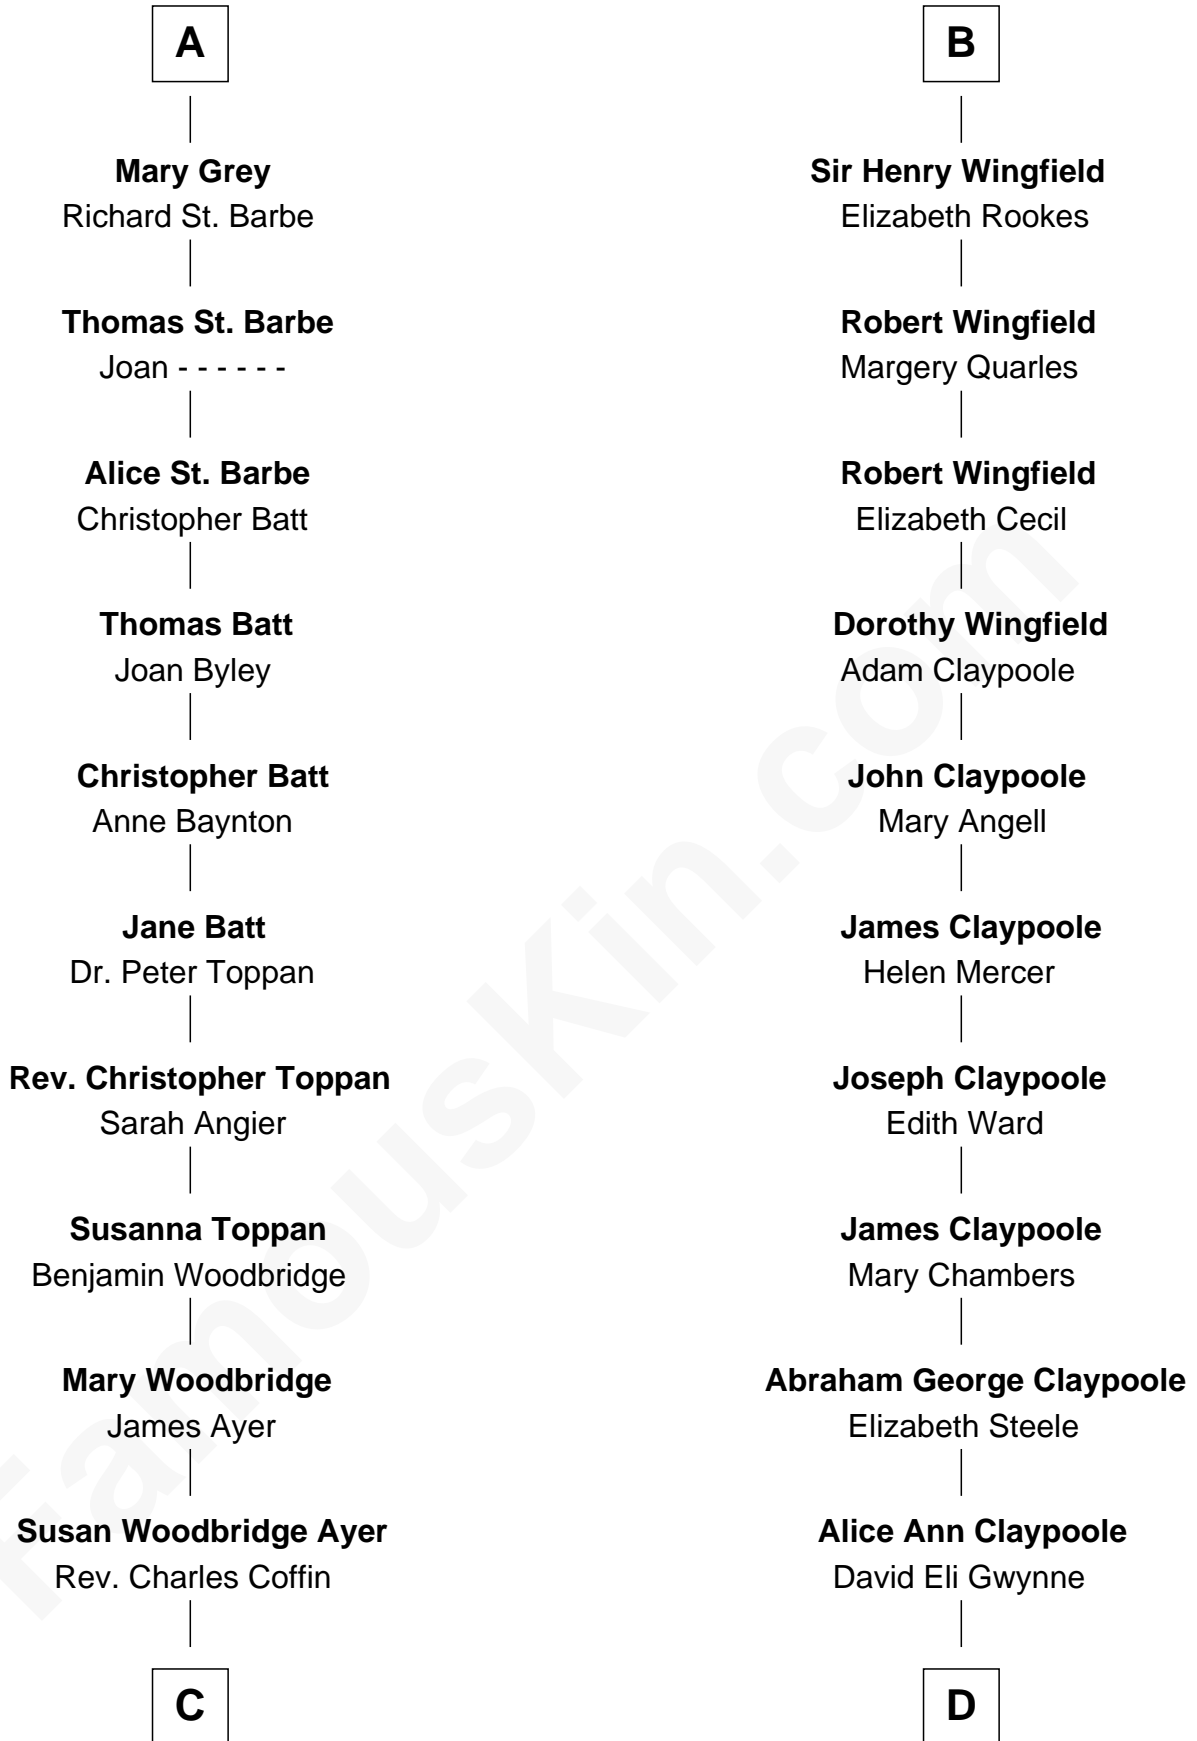 A
Mary Grey
Richard St. Barbe
Thomas St. Barbe
Joan - - - - - -
Alice St. Barbe
Christopher Batt
Thomas Batt
Joan Byley
Christopher Batt
Anne Baynton
Jane Batt
Dr. Peter Toppan
Rev. Christopher Toppan
Sarah Angier
Susanna Toppan
Benjamin Woodbridge
Mary Woodbridge
James Ayer
Susan Woodbridge Ayer
Rev. Charles Coffin
C
B
Sir Henry Wingfield
Elizabeth Rookes
Robert Wingfield
Margery Quarles
Robert Wingfield
Elizabeth Cecil
Dorothy Wingfield
Adam Claypoole
John Claypoole
Mary Angell
James Claypoole
Helen Mercer
Joseph Claypoole
Edith Ward
James Claypoole
Mary Chambers
Abraham George Claypoole
Elizabeth Steele
Alice Ann Claypoole
David Eli Gwynne
D
FamousKin.com